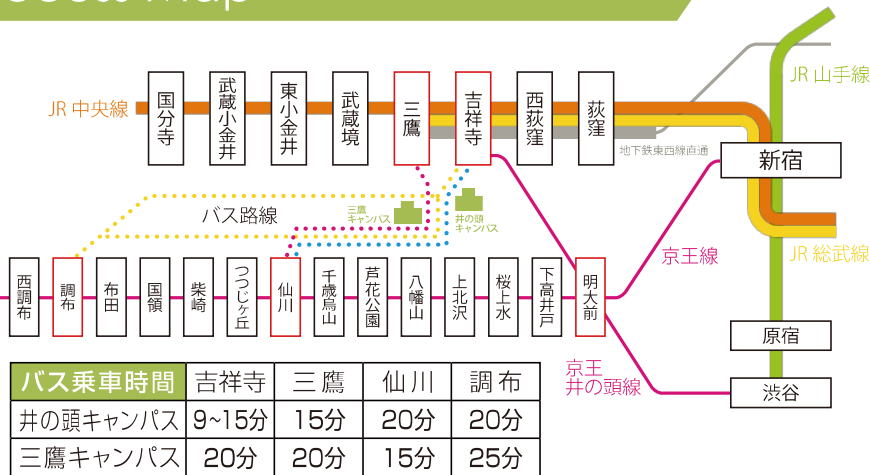 Access Map
JR 山手線
JR 中央線
国分寺
武蔵小金井
東小金井
武蔵境
三鷹
吉祥寺
西荻窪
荻窪
地下鉄東西線直通
新宿
バス路線
三鷹
キャンパス
井の頭
キャンパス
京王線
JR 総武線
西調布
調布
布田
国領
柴崎
つつじヶ丘
仙川
千歳烏山
芦花公園
八幡山
上北沢
桜上水
下高井戸
明大前
原宿
渋谷
京王
井の頭線
バス乗車時間 吉祥寺 三鷹 仙川 調布
井の頭キャンパス 9~15分 15分 20分 20分
三鷹キャンパス 20分 20分 15分 25分